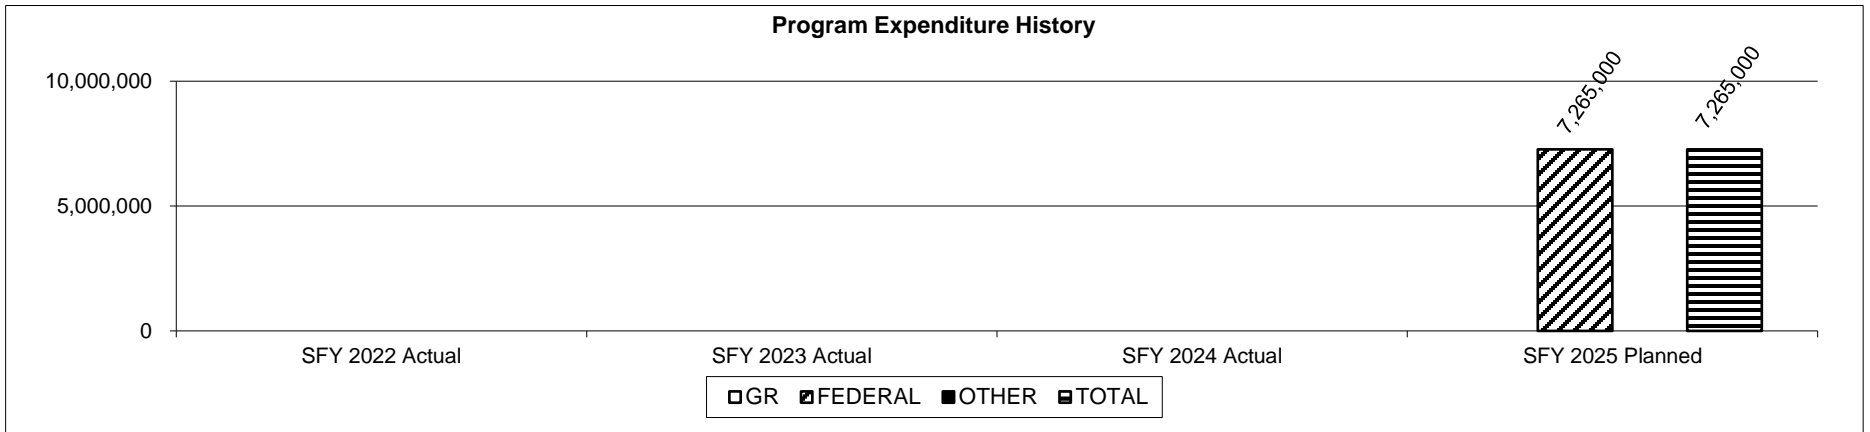 Program Expenditure History
10,000,000
5,000,000
0
7,265,000
7,265,000
SFY 2022 Actual
SFY 2023 Actual
SFY 2024 Actual
SFY 2025 Planned
GR FEDERAL OTHER TOTAL